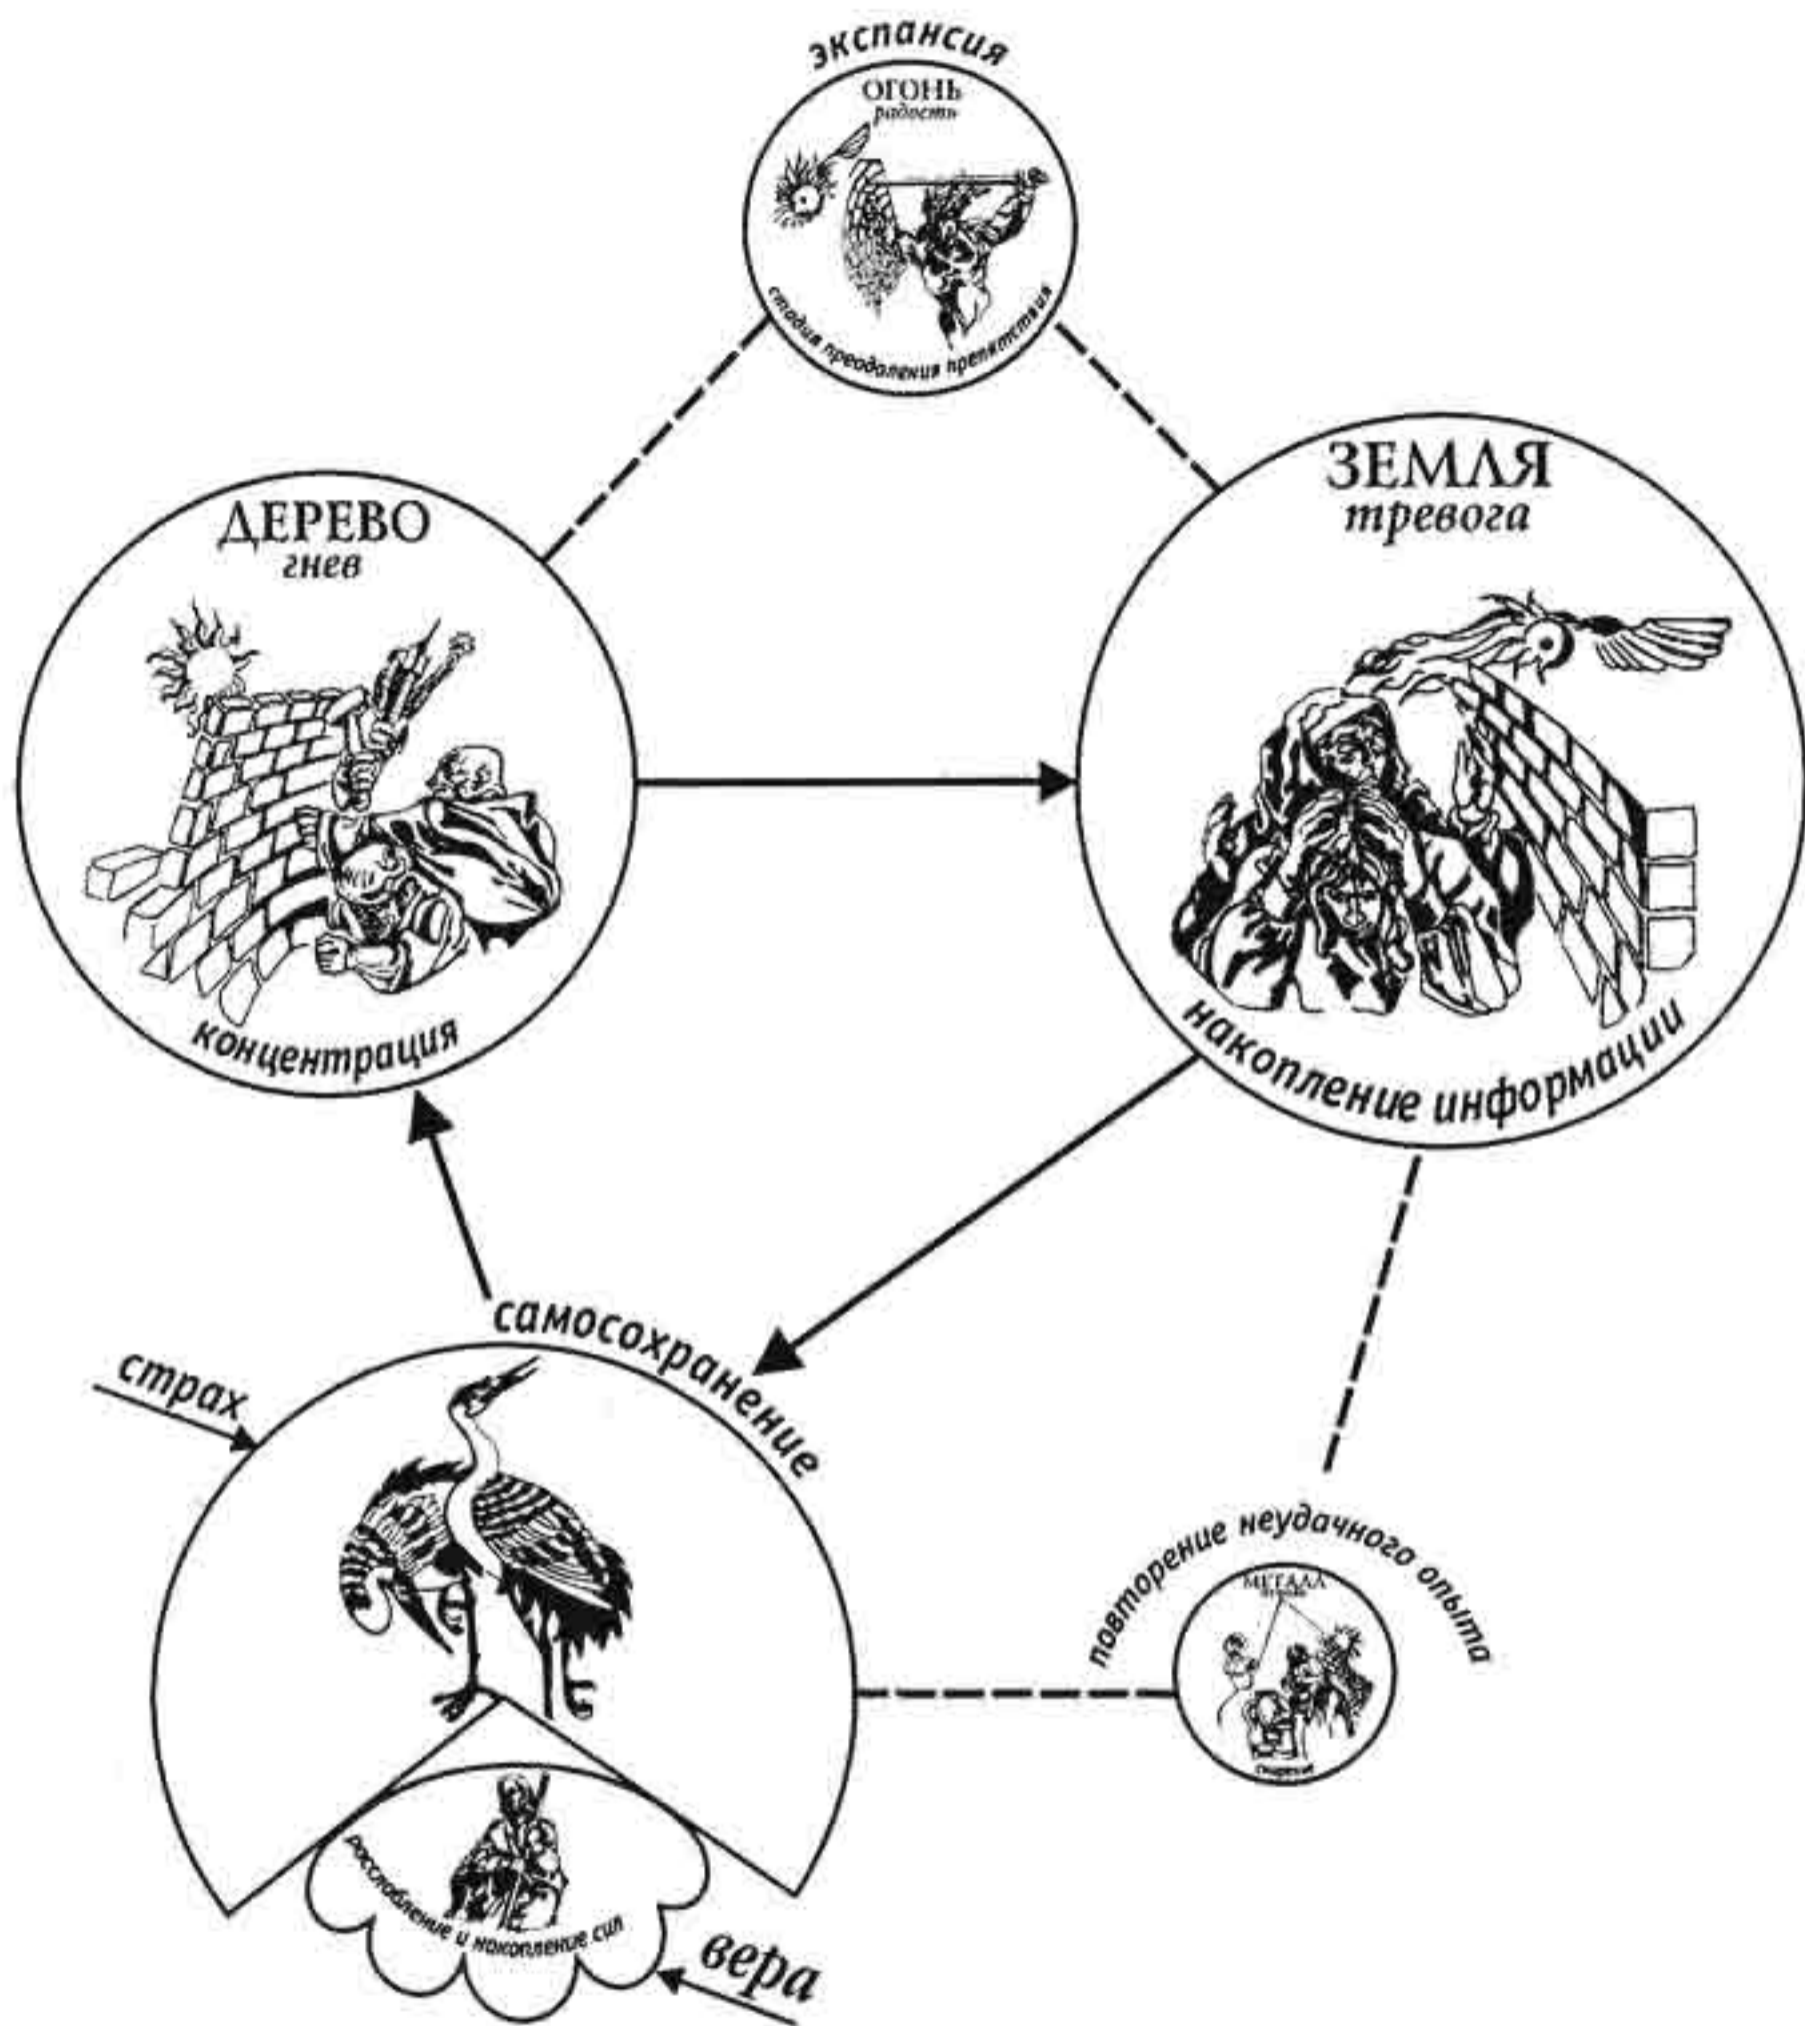 экспансия
ОГОНЬ
радость
стадия преодоления препятствия
ДЕРЕВО
гнев
концентрация
ЗЕМЛЯ
тревога
накопление информации
самосохранение
страх
повторение неудачного опыта
МЕТАЛЛ
смирение
расслабление и накопление сил
вера